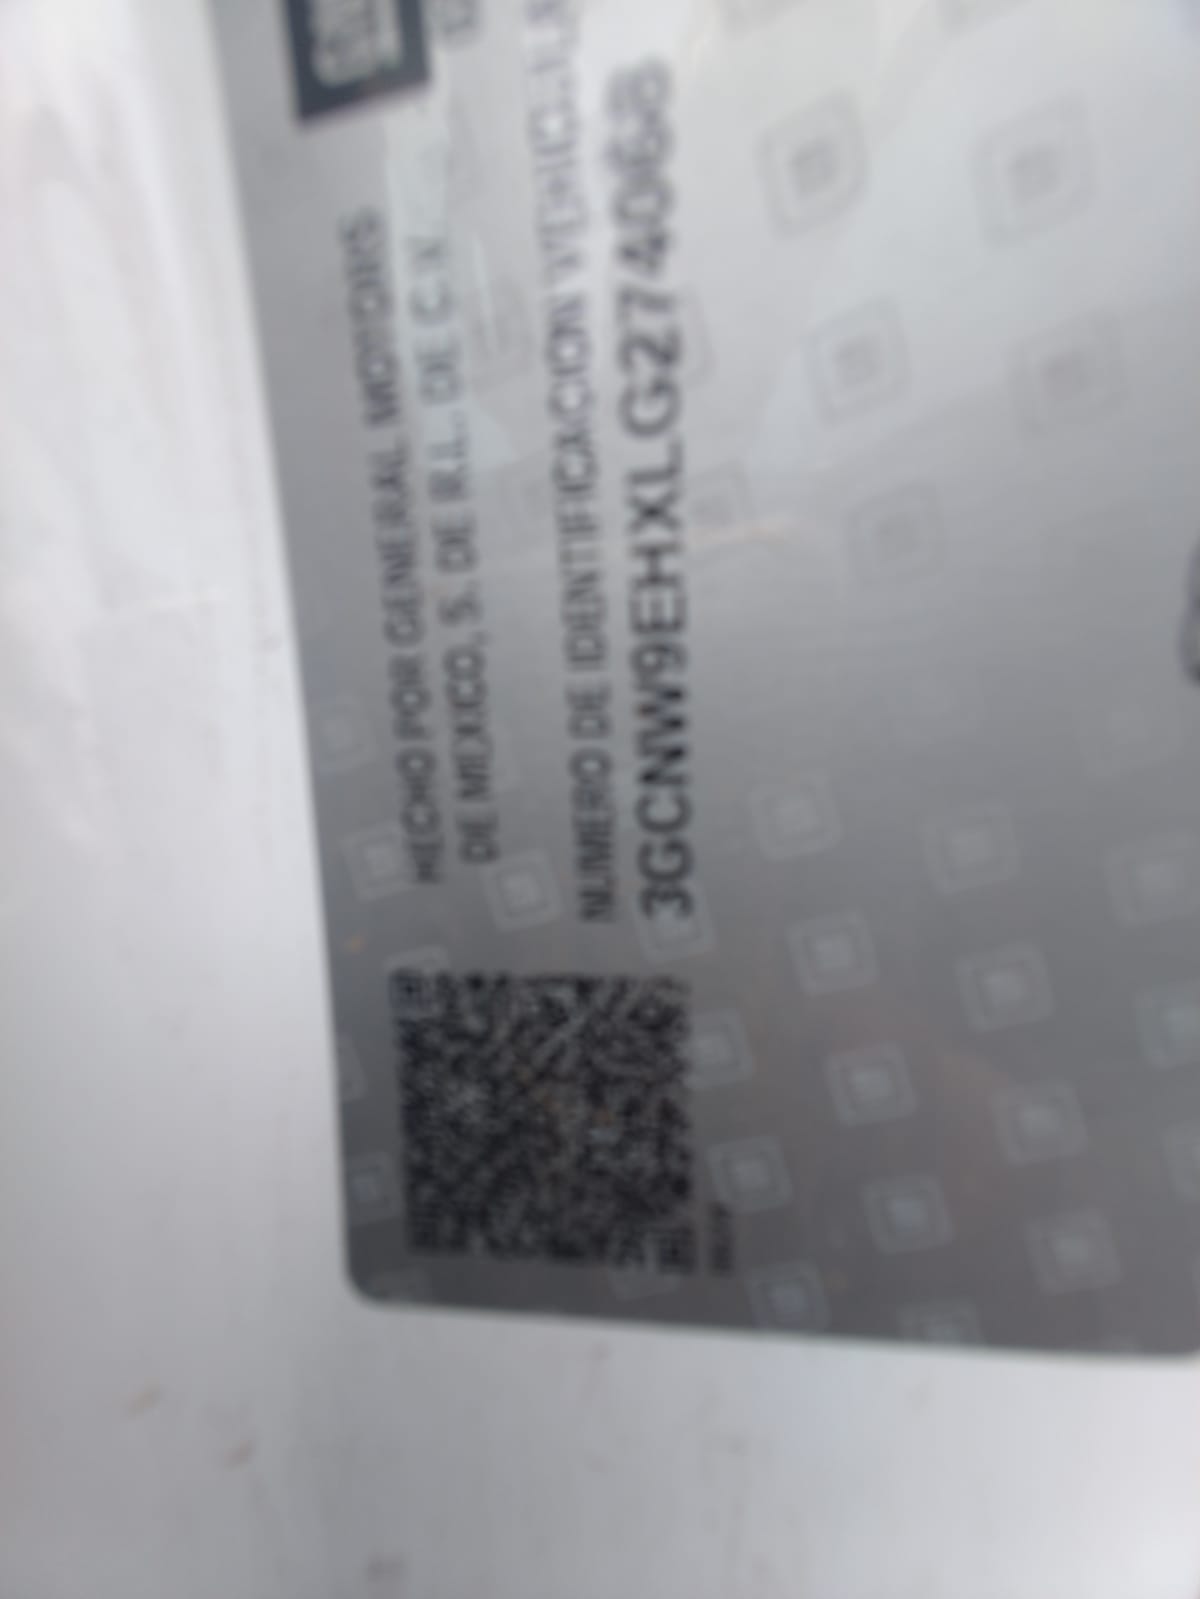 HECHO POR GENERAL MOTORS
DE MEXICO, S. DE R.L. DE C.V.
NUMERO DE IDENTIFICACION VEHICULAR
3GCNW9EHXLG274068